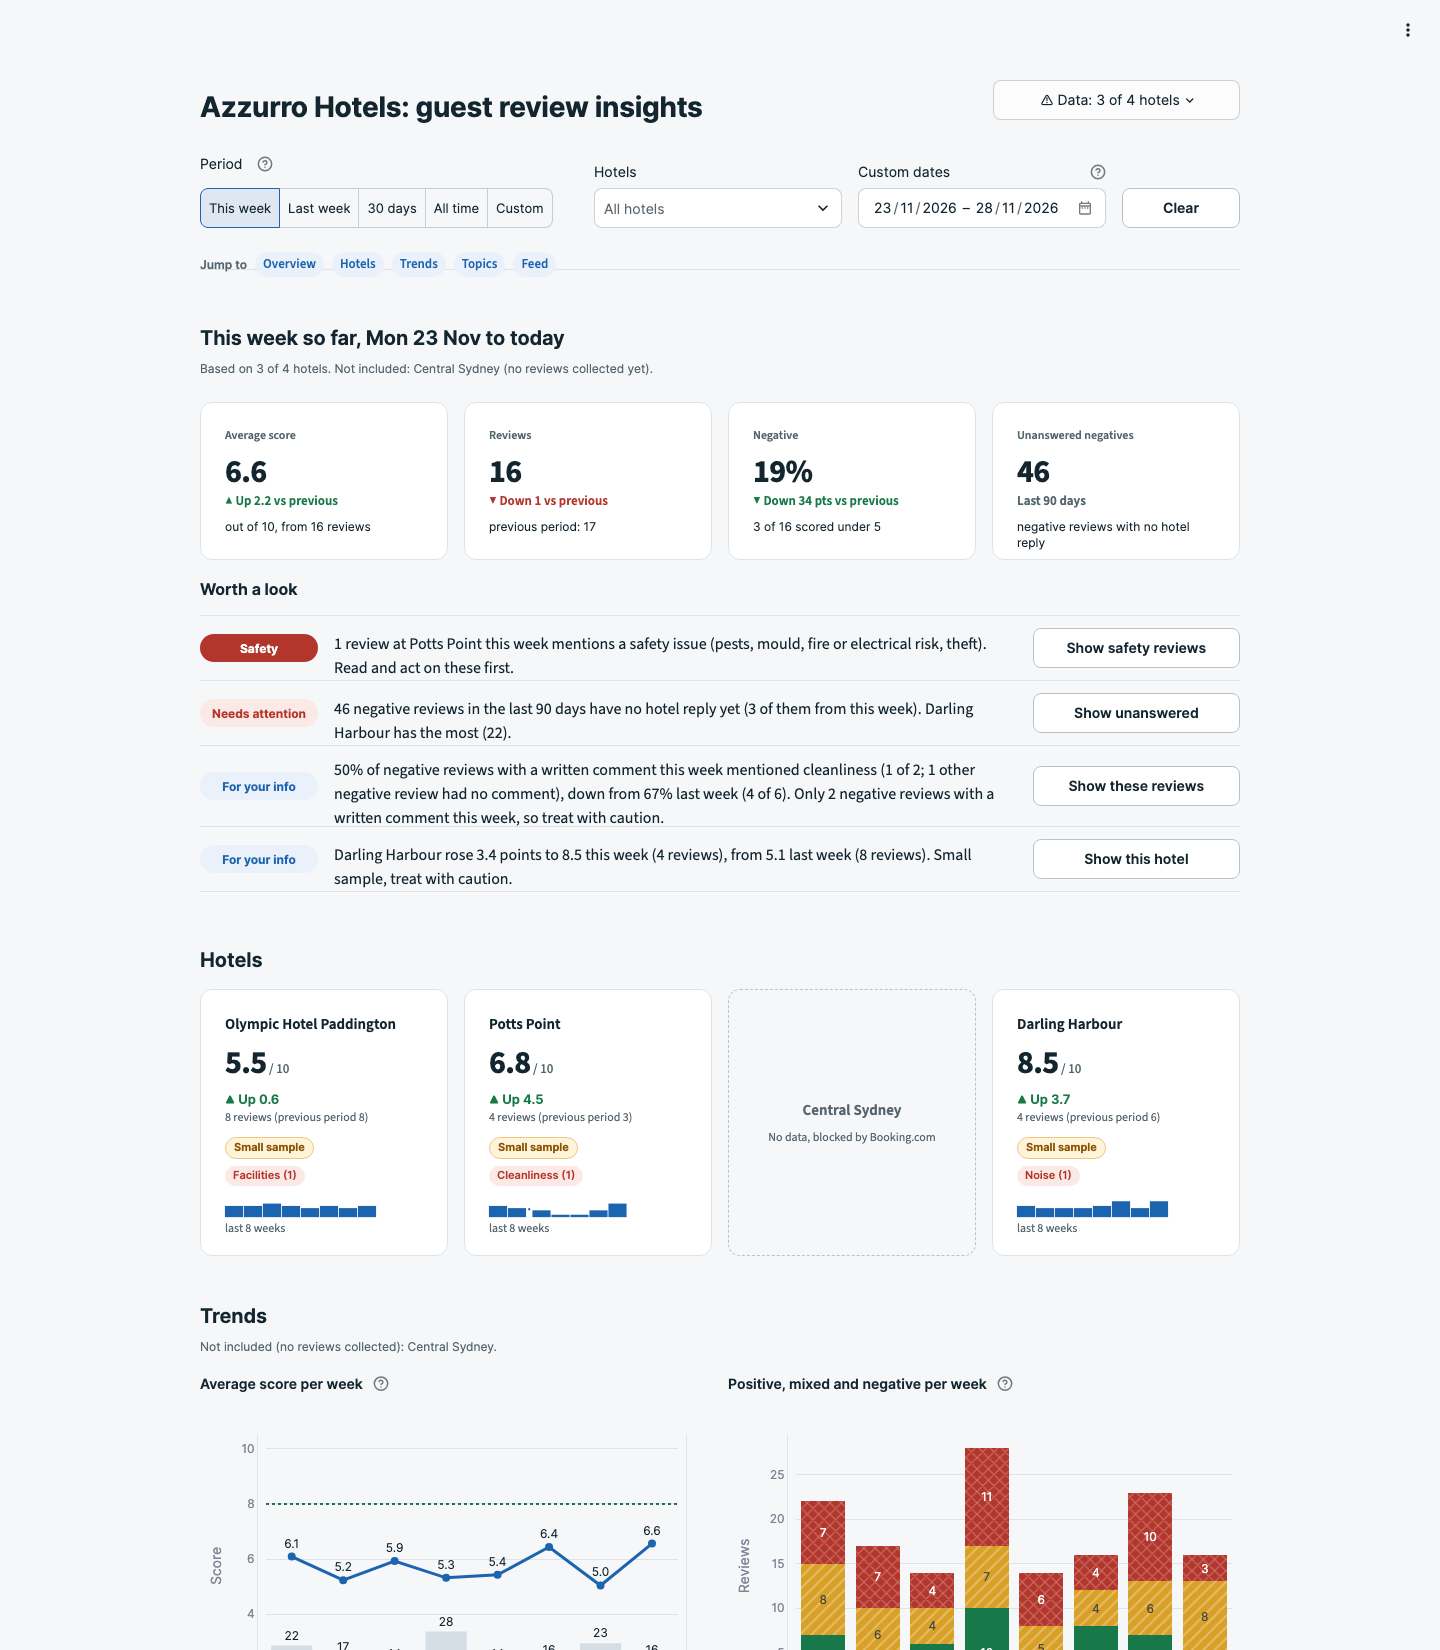 Azzurro Hotels: guest review insights
Data: 3 of 4 hotels
Period
Hotels
Custom dates
This week
Last week
30 days
All time
Custom
All hotels
23/11/2026 – 28/11/2026
Clear
Jump to
Overview
Hotels
Trends
Topics
Feed
This week so far, Mon 23 Nov to today
Based on 3 of 4 hotels. Not included: Central Sydney (no reviews collected yet).
Average score
6.6
▲ Up 2.2 vs previous
out of 10, from 16 reviews
Reviews
16
▼ Down 1 vs previous
previous period: 17
Negative
19%
▼ Down 34 pts vs previous
3 of 16 scored under 5
Unanswered negatives
46
Last 90 days
negative reviews with no hotel
reply
Worth a look
Safety
1 review at Potts Point this week mentions a safety issue (pests, mould, fire or electrical risk, theft).
Read and act on these first.
Show safety reviews
Needs attention
46 negative reviews in the last 90 days have no hotel reply yet (3 of them from this week). Darling
Harbour has the most (22).
Show unanswered
For your info
50% of negative reviews with a written comment this week mentioned cleanliness (1 of 2; 1 other
negative review had no comment), down from 67% last week (4 of 6). Only 2 negative reviews with a
written comment this week, so treat with caution.
Show these reviews
For your info
Darling Harbour rose 3.4 points to 8.5 this week (4 reviews), from 5.1 last week (8 reviews). Small
sample, treat with caution.
Show this hotel
Hotels
Olympic Hotel Paddington
5.5 / 10
▲ Up 0.6
8 reviews (previous period 8)
Small sample
Facilities (1)
last 8 weeks
Potts Point
6.8 / 10
▲ Up 4.5
4 reviews (previous period 3)
Small sample
Cleanliness (1)
last 8 weeks
Central Sydney
No data, blocked by Booking.com
Darling Harbour
8.5 / 10
▲ Up 3.7
4 reviews (previous period 6)
Small sample
Noise (1)
last 8 weeks
Trends
Not included (no reviews collected): Central Sydney.
Average score per week
10
8
6
4
Score
6.1
5.2
5.9
5.3
5.4
6.4
5.0
6.6
22
17
28
23
Positive, mixed and negative per week
25
20
15
10
Reviews
7
8
7
6
4
4
11
7
6
5
4
4
10
6
3
8